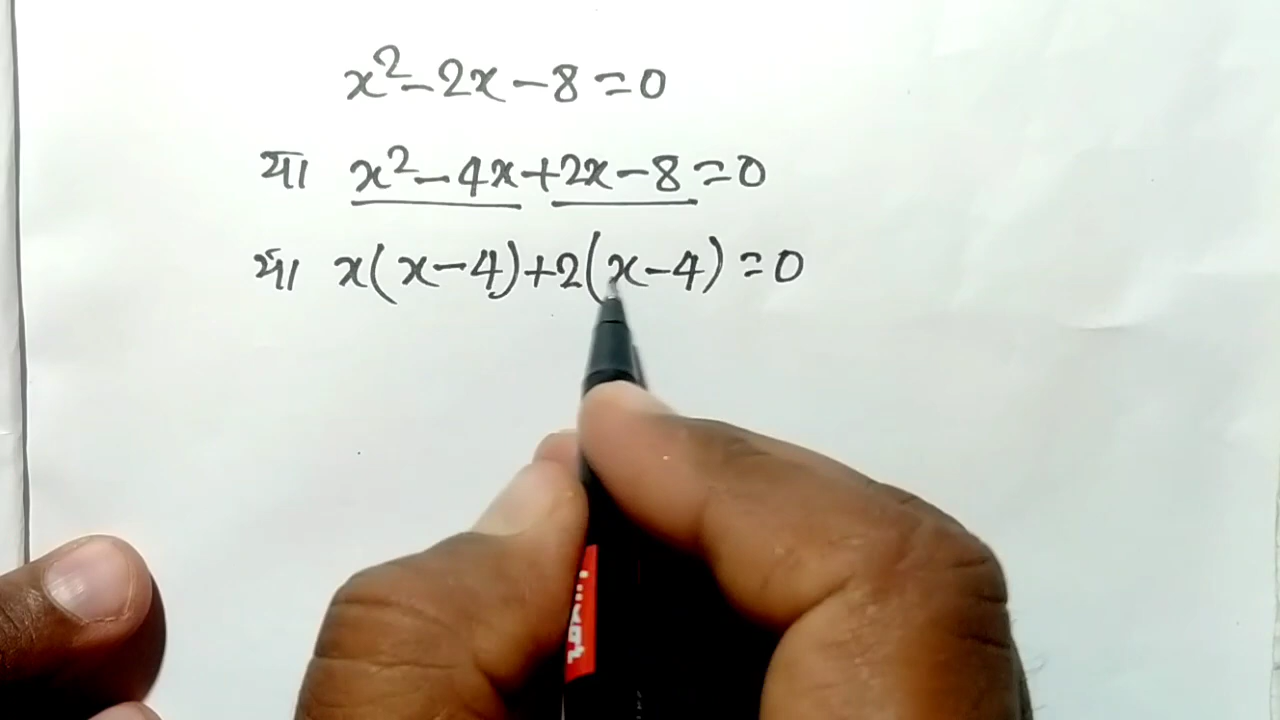 x² - 2x - 8 = 0
या x² - 4x + 2x - 8 = 0
या x(x - 4) + 2(x - 4) = 0